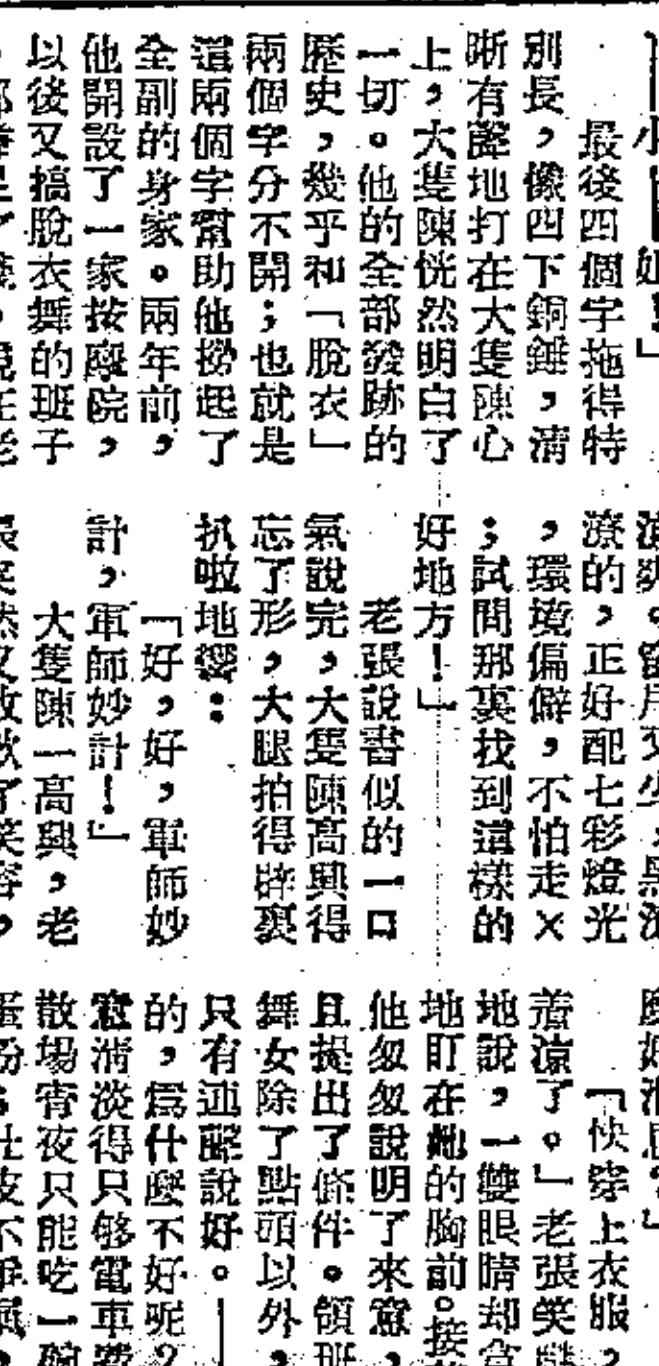 小　姐！」
最後四個字拖得特
別長，像四下銅錘，清
晰有聲地打在大隻陳心
上，大隻陳恍然明白了
一切。他的全部發跡的
歷史，幾乎和「脫衣」
兩個字分不開；也就是
這兩個字幫助他撈起了
全副的身家。兩年前，
他開設了一家按摩院，
以後又搞脫衣舞的班子
潦的，正好配七彩燈光
，環境偏僻，不怕走×
；試問那裏找到這樣的
好地方！」
老張說書似的一口
氣說完，大隻陳高興得
忘了形，大腿拍得辟裏
扒啦地響：
「好，好，軍師妙
計，軍師妙計！」
大隻陳一高興，老
「快穿上衣服，
着凉了。」老張笑
地說，一雙眼睛却
地盯在她的胸前。接
他匆匆說明了來意，
且提出了條件。領班
舞女除了點頭以外，
只有連聲說好。——
的，爲什麼不好呢？
窓淸淡得只够電車費
散場宵夜只能吃一碗